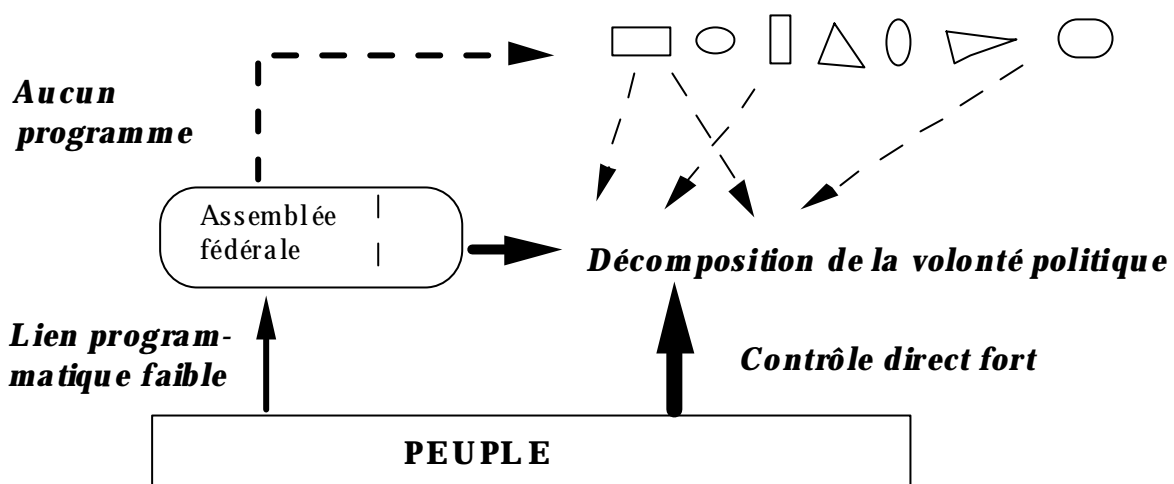 Aucun
programme
Assemblée
fédérale
Décomposition de la volonté politique
Lien program-
matique faible
Contrôle direct fort
PEUPLE